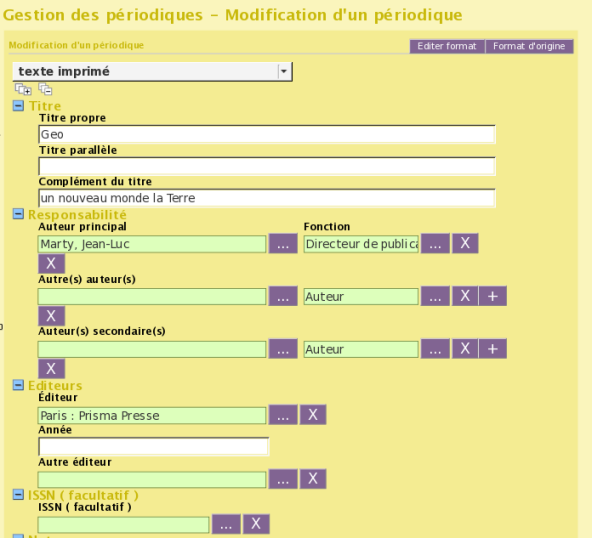 Gestion des périodiques – Modification d'un périodique
Modification d'un périodique
Editer format
Format d'origine
texte imprimé
Titre
Titre propre
Geo
Titre parallèle
Complément du titre
un nouveau monde la Terre
Responsabilité
Auteur principal Fonction
Marty, Jean-Luc ... Directeur de publica ... X
X
Autre(s) auteur(s)
... Auteur ... X +
X
Auteur(s) secondaire(s)
... Auteur ... X +
X
Editeurs
Éditeur
Paris : Prisma Presse ... X
Année
Autre éditeur
... X
ISSN ( facultatif )
ISSN ( facultatif )
... X